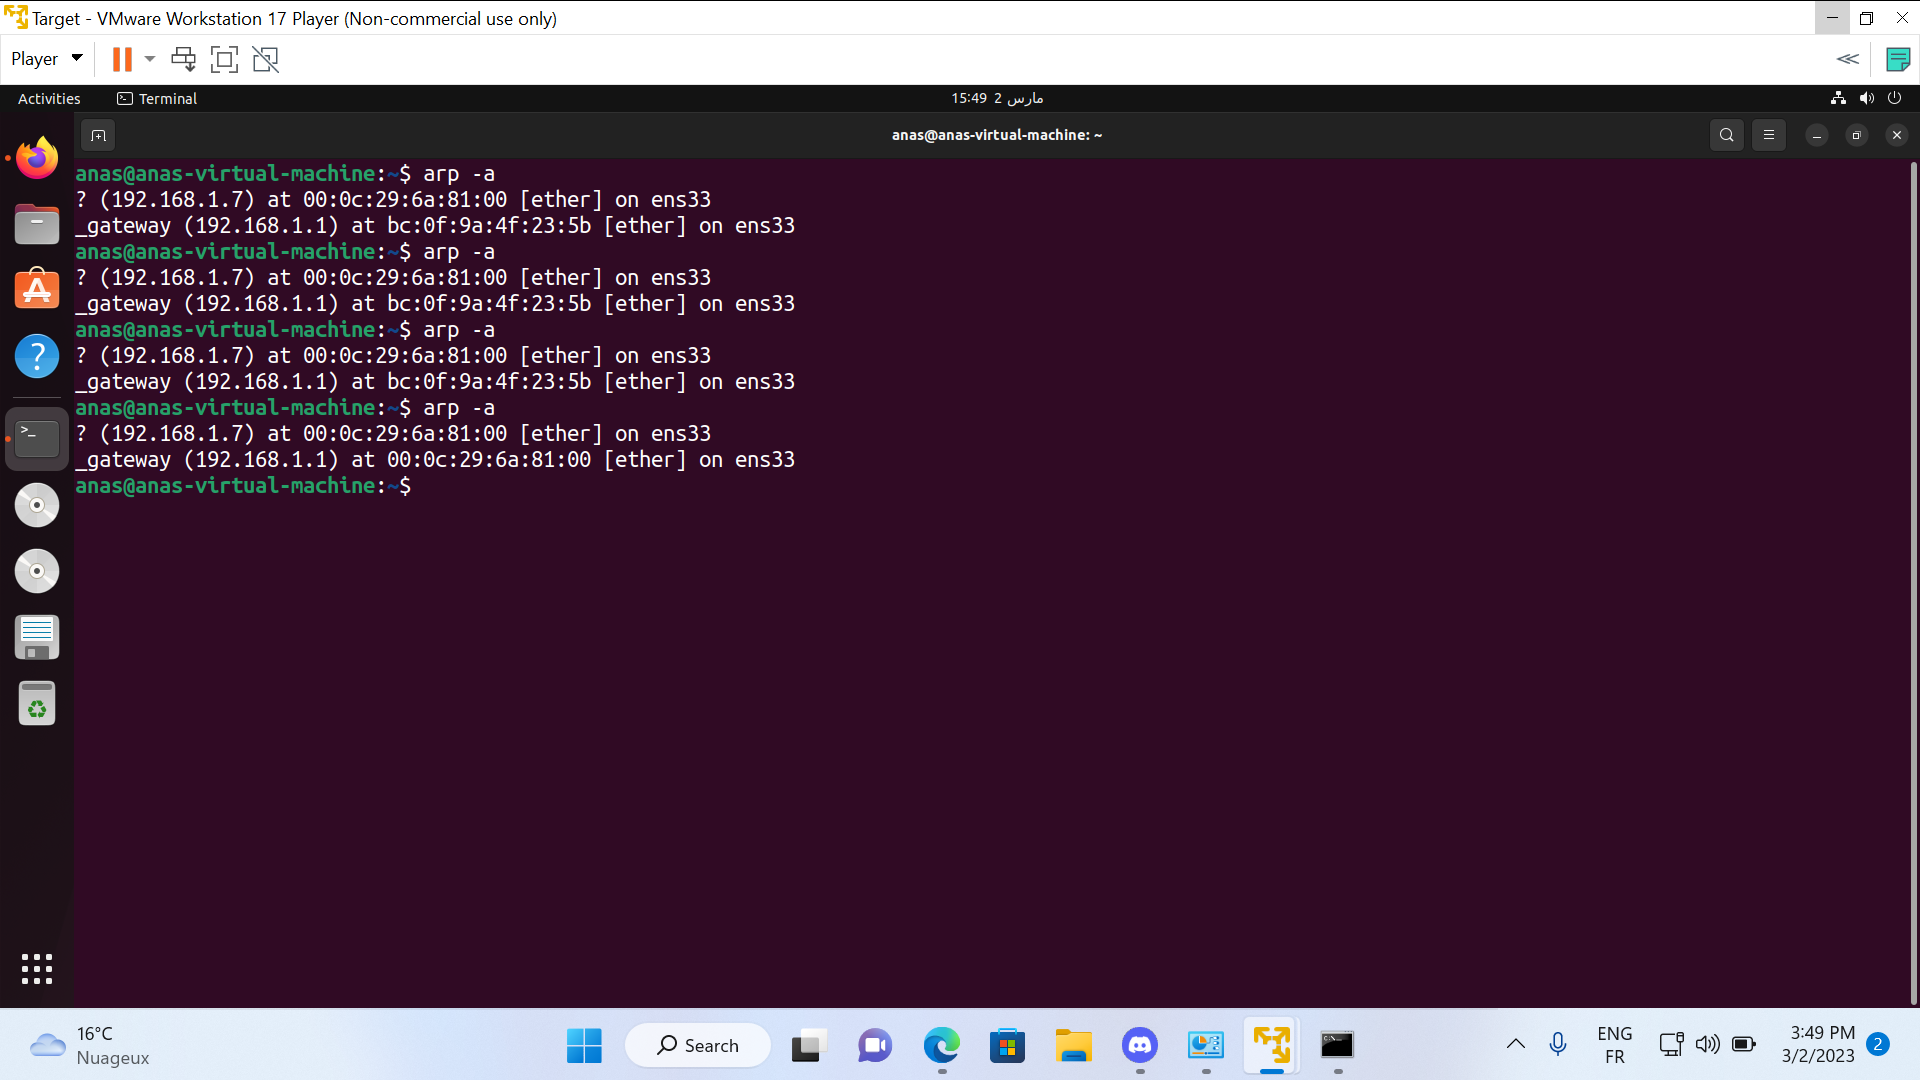 Target - VMware Workstation 17 Player (Non-commercial use only)
Player
Activities
Terminal
15:49 2 مارس
anas@anas-virtual-machine: ~
anas@anas-virtual-machine:~$ arp -a
? (192.168.1.7) at 00:0c:29:6a:81:00 [ether] on ens33
_gateway (192.168.1.1) at bc:0f:9a:4f:23:5b [ether] on ens33
anas@anas-virtual-machine:~$ arp -a
? (192.168.1.7) at 00:0c:29:6a:81:00 [ether] on ens33
_gateway (192.168.1.1) at bc:0f:9a:4f:23:5b [ether] on ens33
anas@anas-virtual-machine:~$ arp -a
? (192.168.1.7) at 00:0c:29:6a:81:00 [ether] on ens33
_gateway (192.168.1.1) at bc:0f:9a:4f:23:5b [ether] on ens33
anas@anas-virtual-machine:~$ arp -a
? (192.168.1.7) at 00:0c:29:6a:81:00 [ether] on ens33
_gateway (192.168.1.1) at 00:0c:29:6a:81:00 [ether] on ens33
anas@anas-virtual-machine:~$
16°C
Nuageux
Search
ENG
FR
3:49 PM
3/2/2023
2